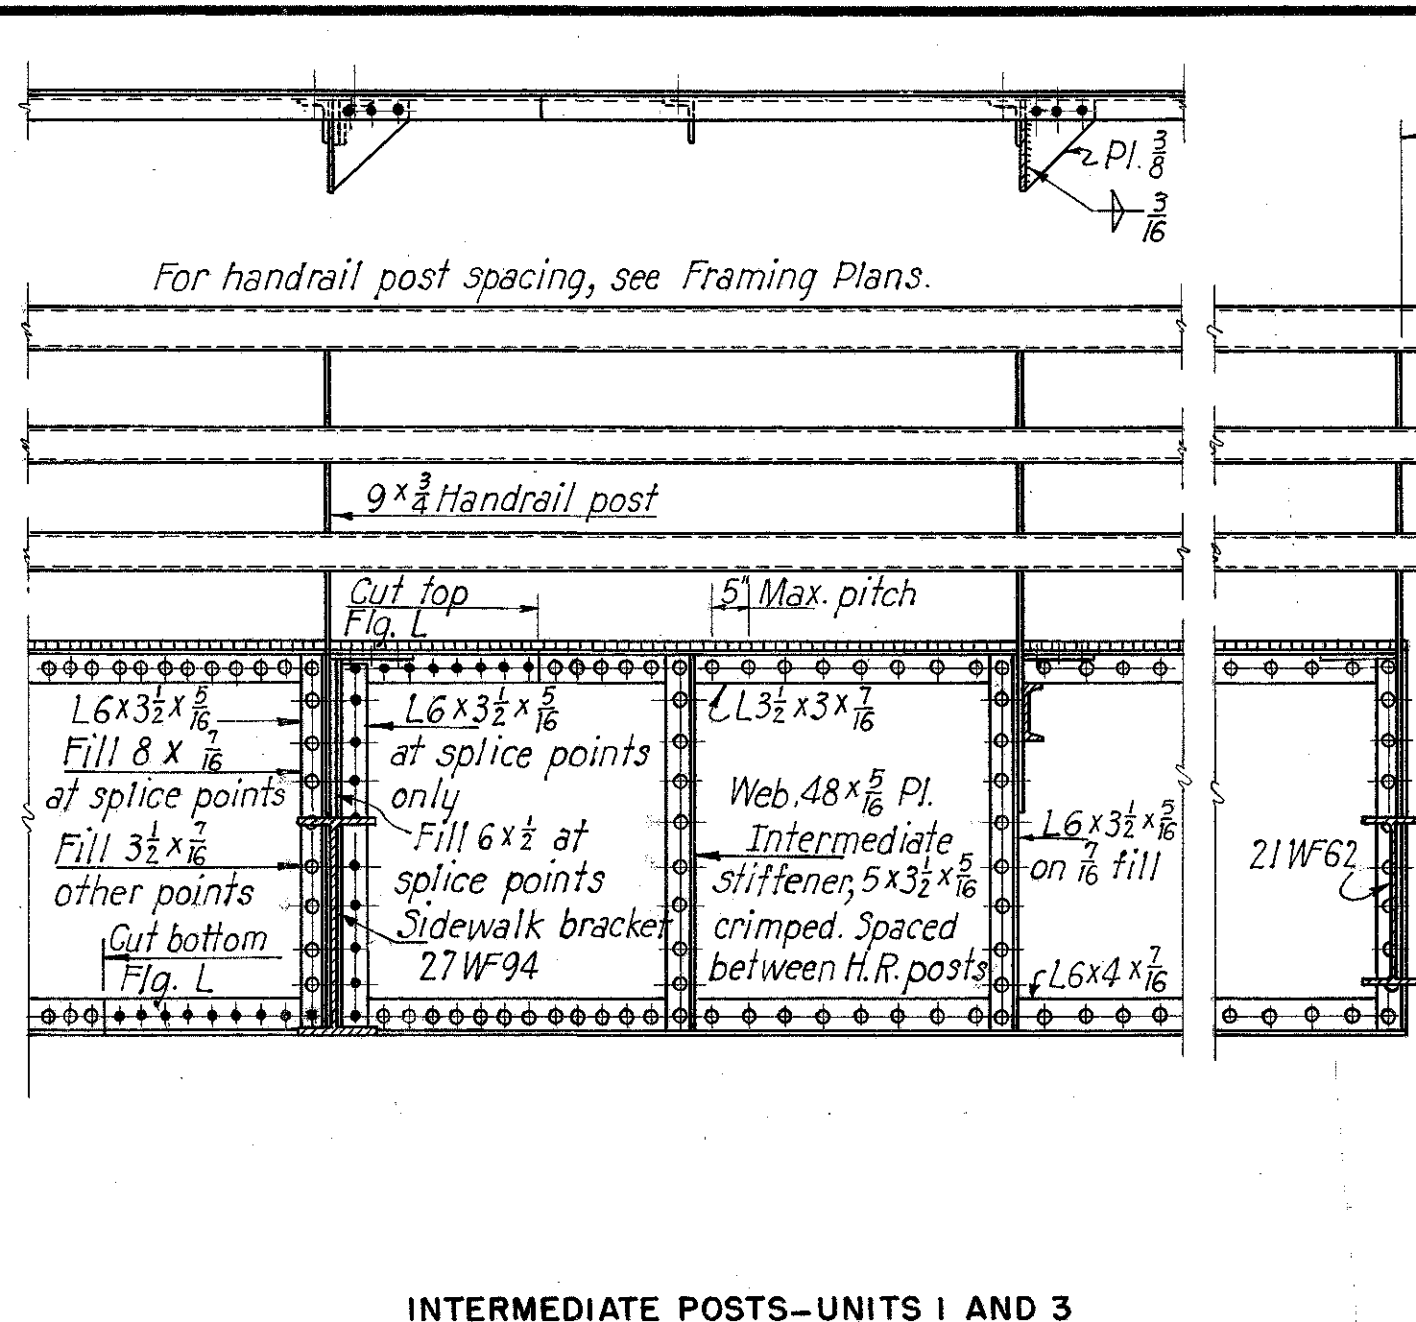 Pl. 3/8
3/16
For handrail post spacing, see Framing Plans.
9 x 3/4 Handrail post
Cut top
Flg. L
5" Max. pitch
L6 x 3 1/2 x 5/16
Fill 8 x 7/16
at splice points
Fill 3 1/2 x 7/16
other points
Cut bottom
Flg. L
L6 x 3 1/2 x 5/16
at splice points
only
Fill 6 x 1/2 at
splice points
Sidewalk bracket
27 WF 94
L3 1/2 x 3 x 7/16
Web, 48 x 5/16 Pl.
Intermediate
stiffener, 5 x 3 1/2 x 5/16
crimped. Spaced
between H.R. posts
L6 x 3 1/2 x 5/16
on 7/16 fill
L6 x 4 x 7/16
21 WF 62
INTERMEDIATE POSTS–UNITS 1 AND 3